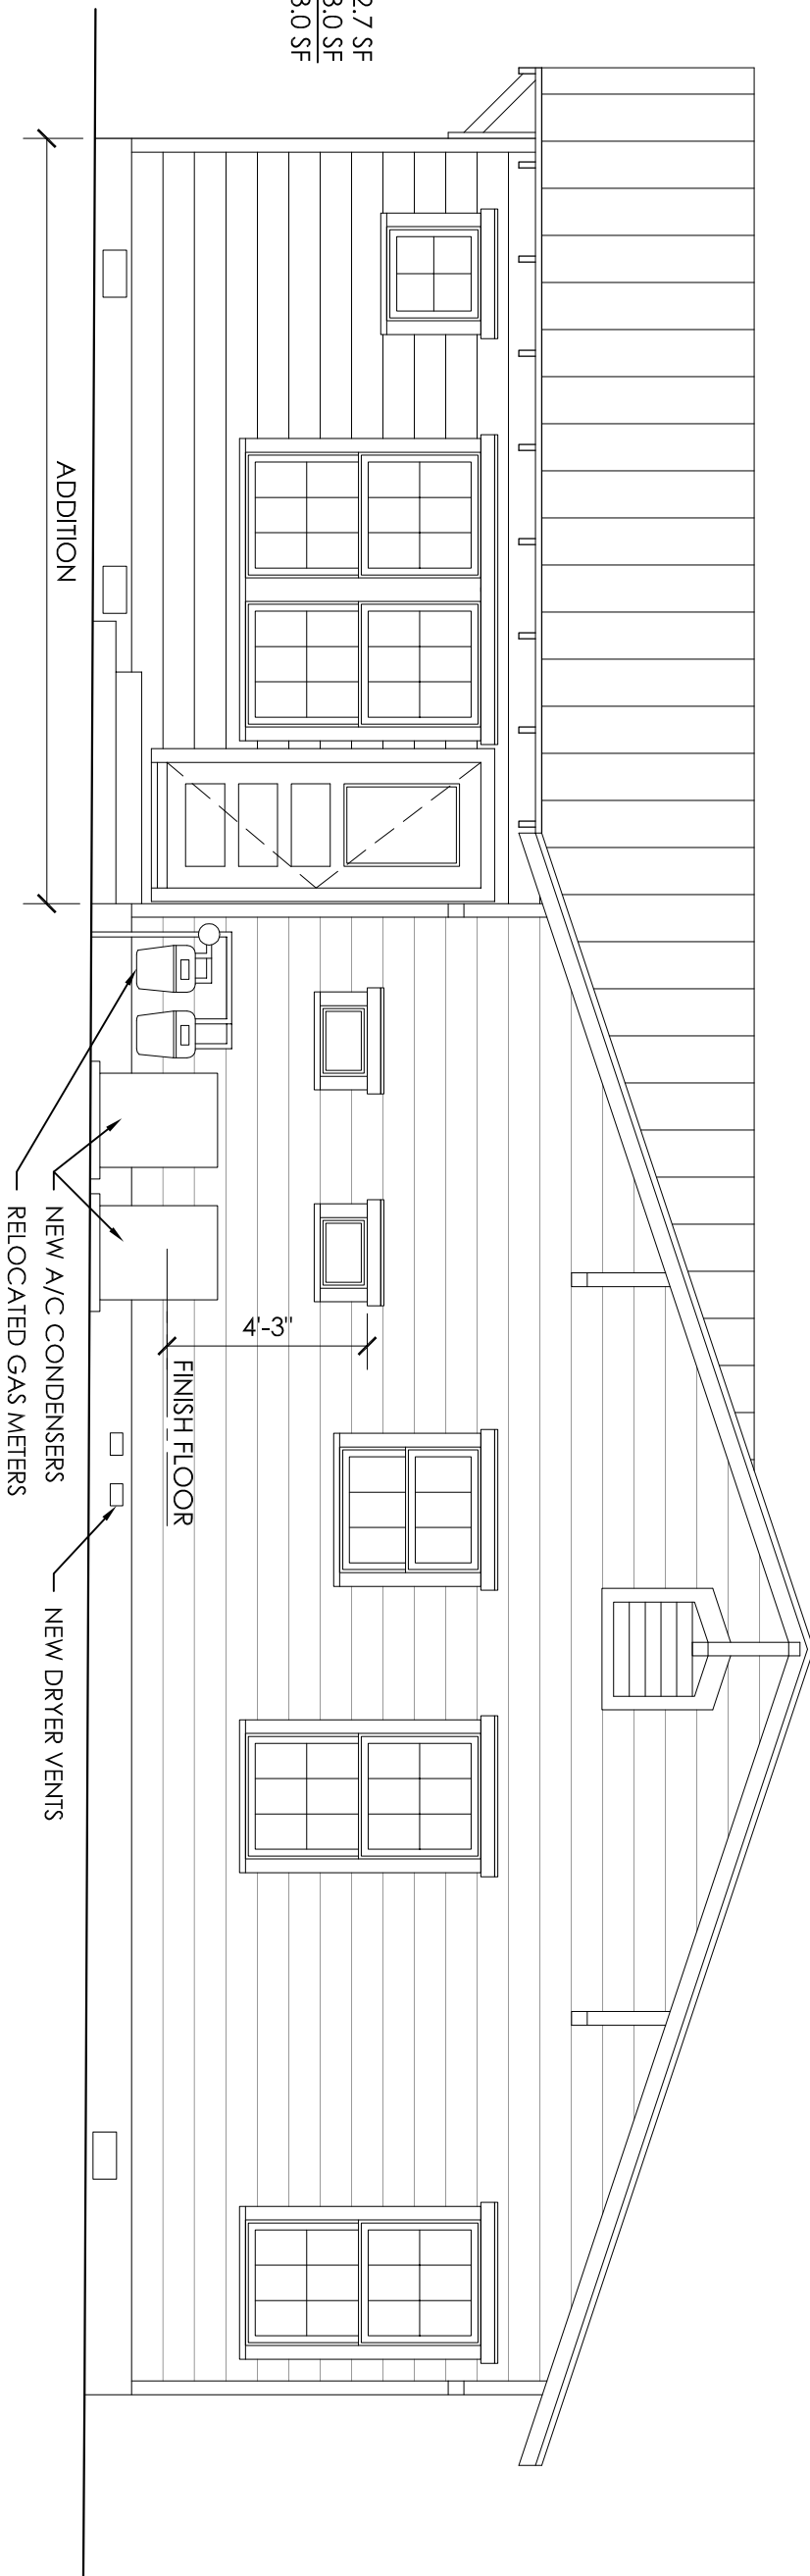 2.7 SF
3.0 SF
3.0 SF
ADDITION
4'-3"
FINISH FLOOR
NEW A/C CONDENSERS
RELOCATED GAS METERS
NEW DRYER VENTS